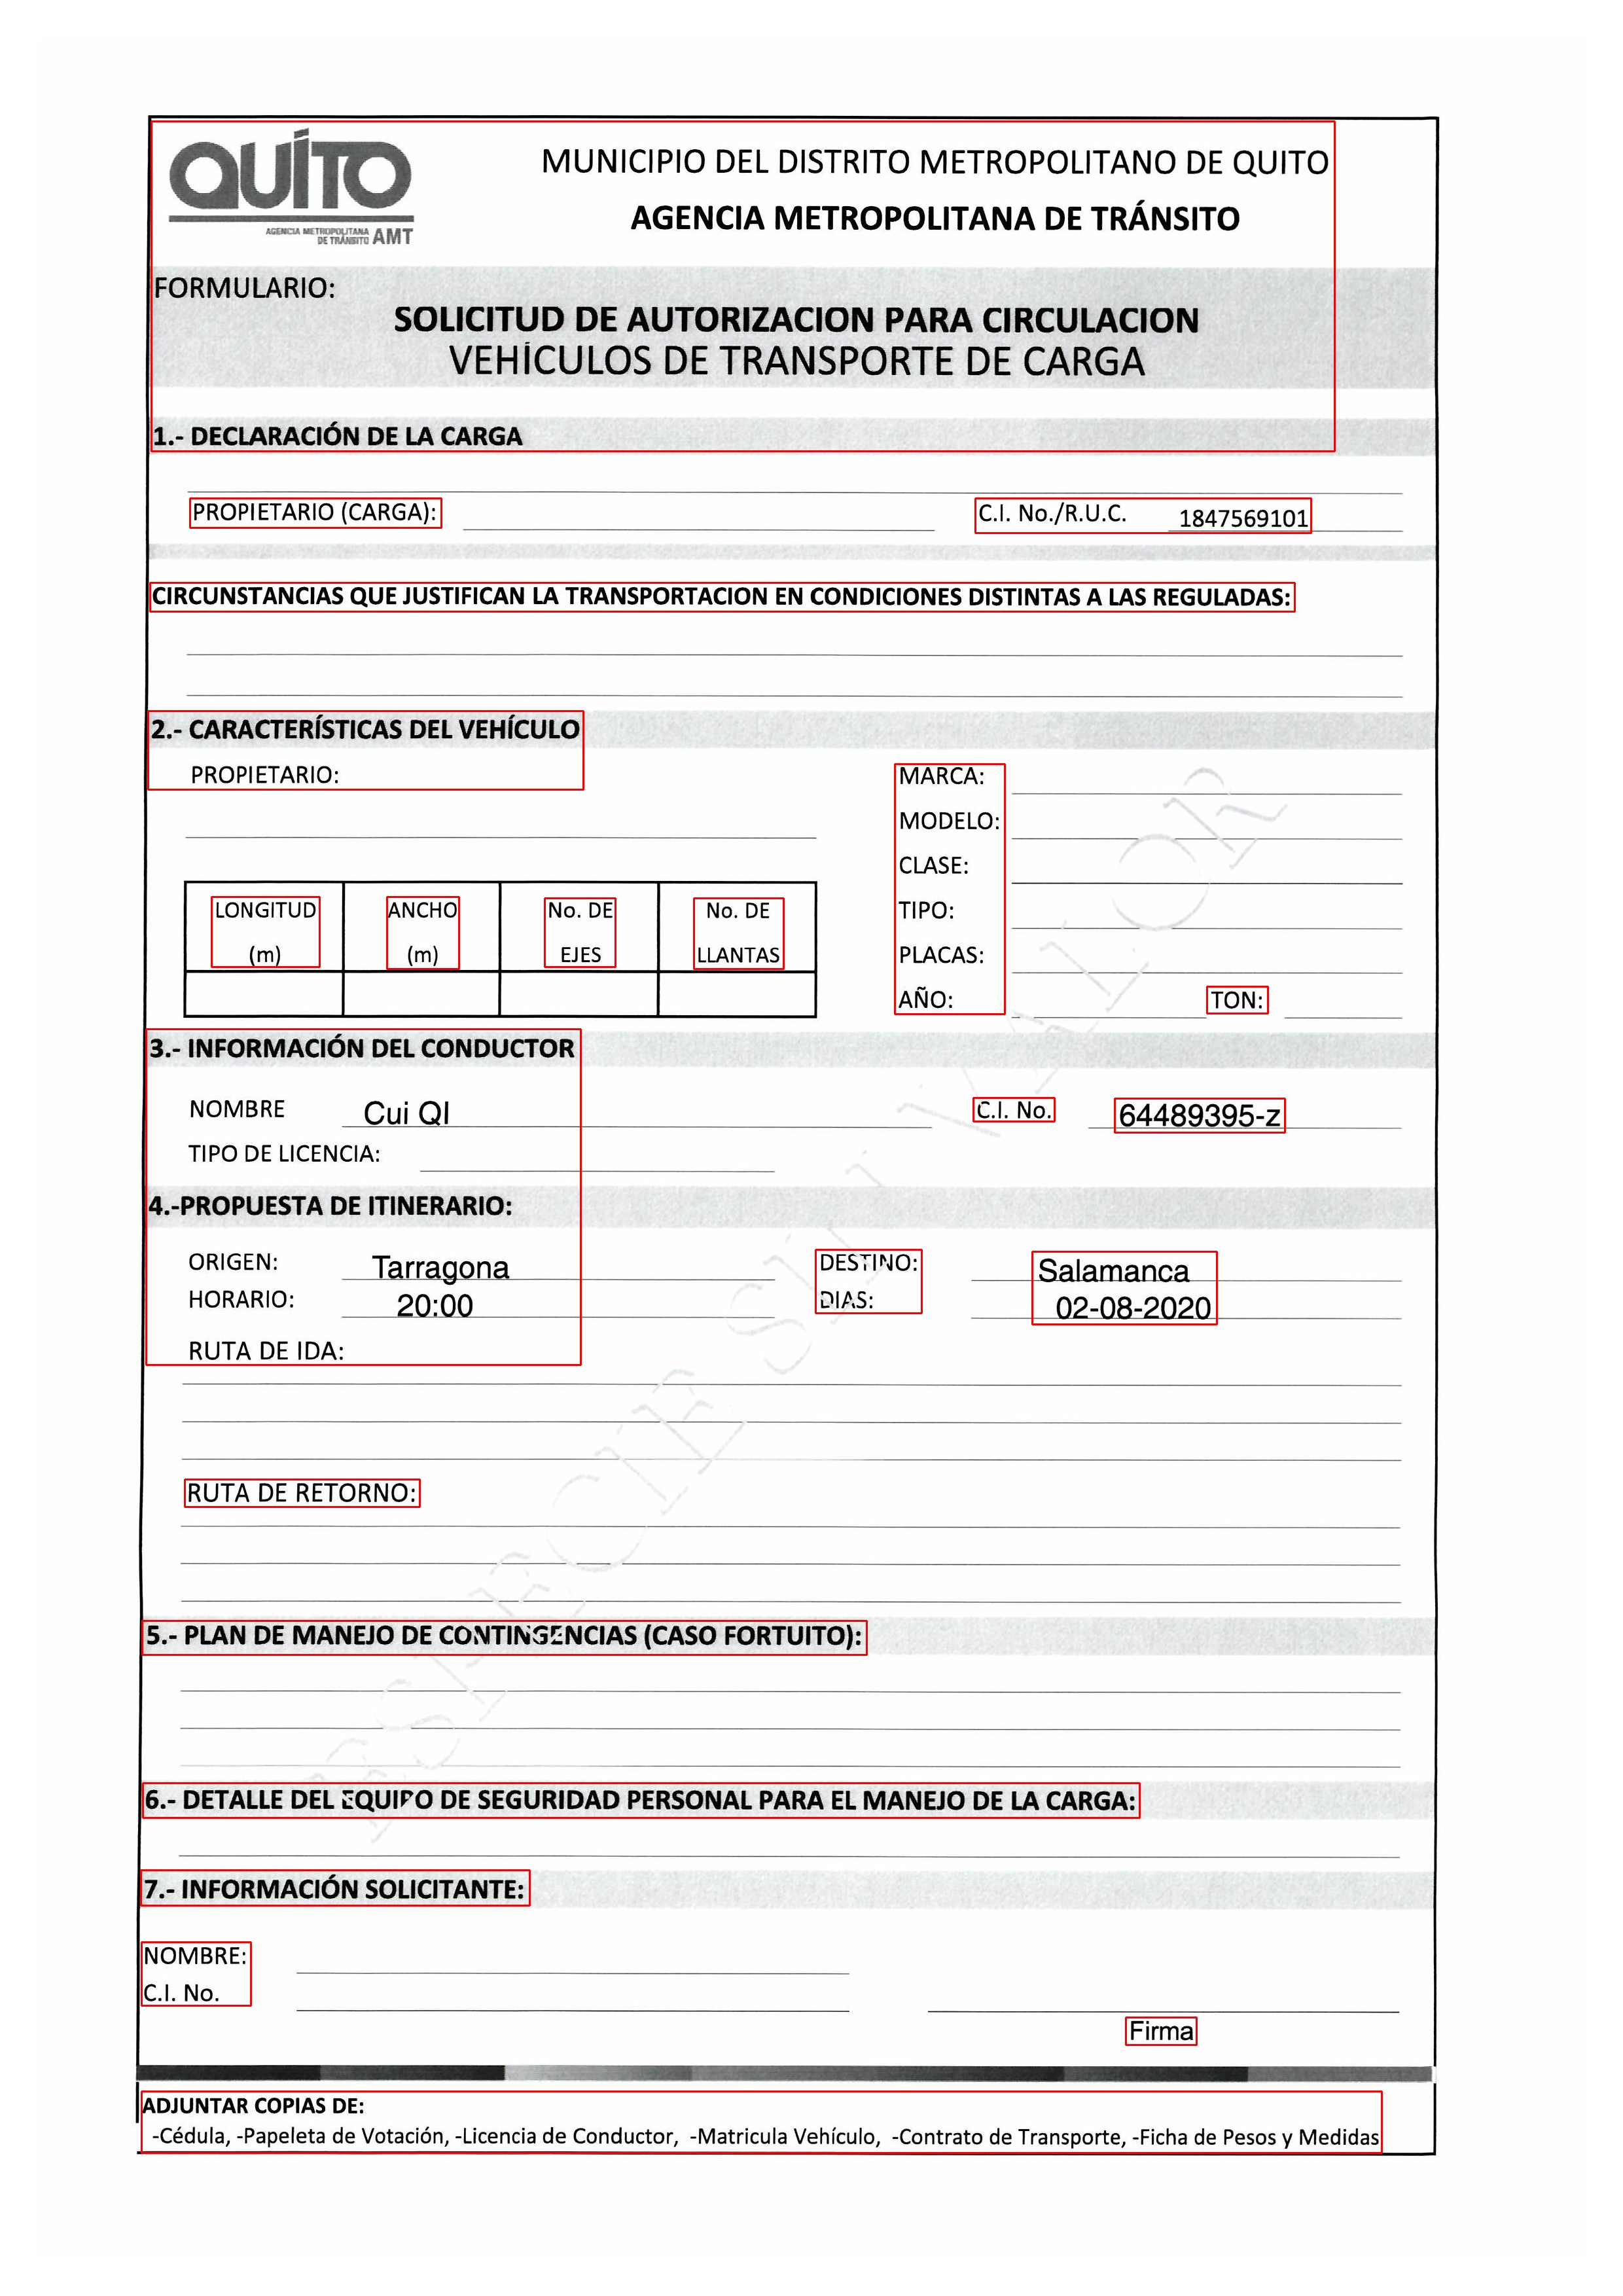 QUITO
AGENCIA METROPOLITANA
DE TRÁNSITO AMT
MUNICIPIO DEL DISTRITO METROPOLITANO DE QUITO
AGENCIA METROPOLITANA DE TRÁNSITO
FORMULARIO:
SOLICITUD DE AUTORIZACION PARA CIRCULACION
VEHÍCULOS DE TRANSPORTE DE CARGA
1.- DECLARACIÓN DE LA CARGA
PROPIETARIO (CARGA): C.I. No./R.U.C. 1847569101
CIRCUNSTANCIAS QUE JUSTIFICAN LA TRANSPORTACION EN CONDICIONES DISTINTAS A LAS REGULADAS:
2.- CARACTERÍSTICAS DEL VEHÍCULO
PROPIETARIO:
MARCA:
MODELO:
CLASE:
TIPO:
PLACAS:
AÑO: TON:
LONGITUD
(m)
ANCHO
(m)
No. DE
EJES
No. DE
LLANTAS
3.- INFORMACIÓN DEL CONDUCTOR
NOMBRE Cui QI C.I. No. 64489395-z
TIPO DE LICENCIA:
4.-PROPUESTA DE ITINERARIO:
ORIGEN: Tarragona DESTINO: Salamanca
HORARIO: 20:00 DIAS: 02-08-2020
RUTA DE IDA:
RUTA DE RETORNO:
5.- PLAN DE MANEJO DE CONTINGENCIAS (CASO FORTUITO):
6.- DETALLE DEL EQUIPO DE SEGURIDAD PERSONAL PARA EL MANEJO DE LA CARGA:
7.- INFORMACIÓN SOLICITANTE:
NOMBRE:
C.I. No.
Firma
ADJUNTAR COPIAS DE:
-Cédula, -Papeleta de Votación, -Licencia de Conductor, -Matricula Vehículo, -Contrato de Transporte, -Ficha de Pesos y Medidas
ESPECIE SIN VALOR